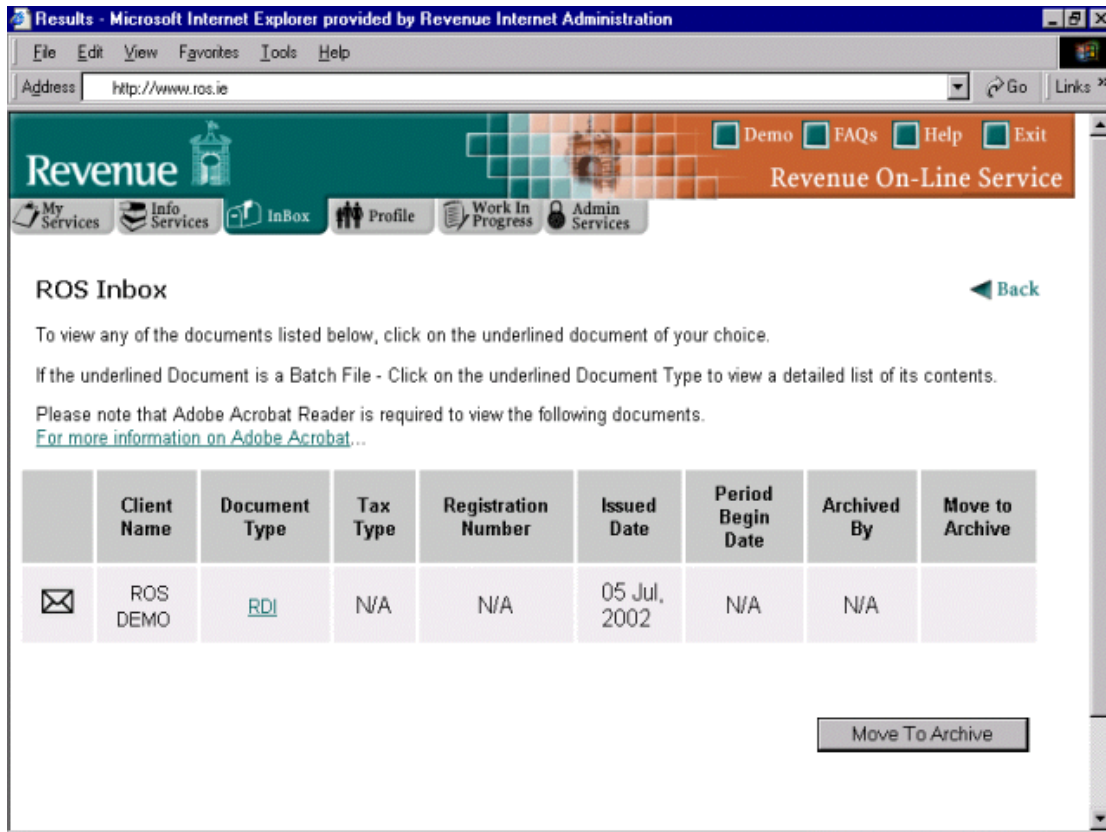 Results - Microsoft Internet Explorer provided by Revenue Internet Administration
File Edit View Favorites Tools Help
Address http://www.ros.ie Go Links »
Demo FAQs Help Exit
Revenue
Revenue On-Line Service
My Services Info Services InBox Profile Work In Progress Admin Services
ROS Inbox
Back
To view any of the documents listed below, click on the underlined document of your choice.
If the underlined Document is a Batch File - Click on the underlined Document Type to view a detailed list of its contents.
Please note that Adobe Acrobat Reader is required to view the following documents.
For more information on Adobe Acrobat...
Client Name Document Type Tax Type Registration Number Issued Date Period Begin Date Archived By Move to Archive
ROS DEMO RDI N/A N/A 05 Jul, 2002 N/A N/A
Move To Archive